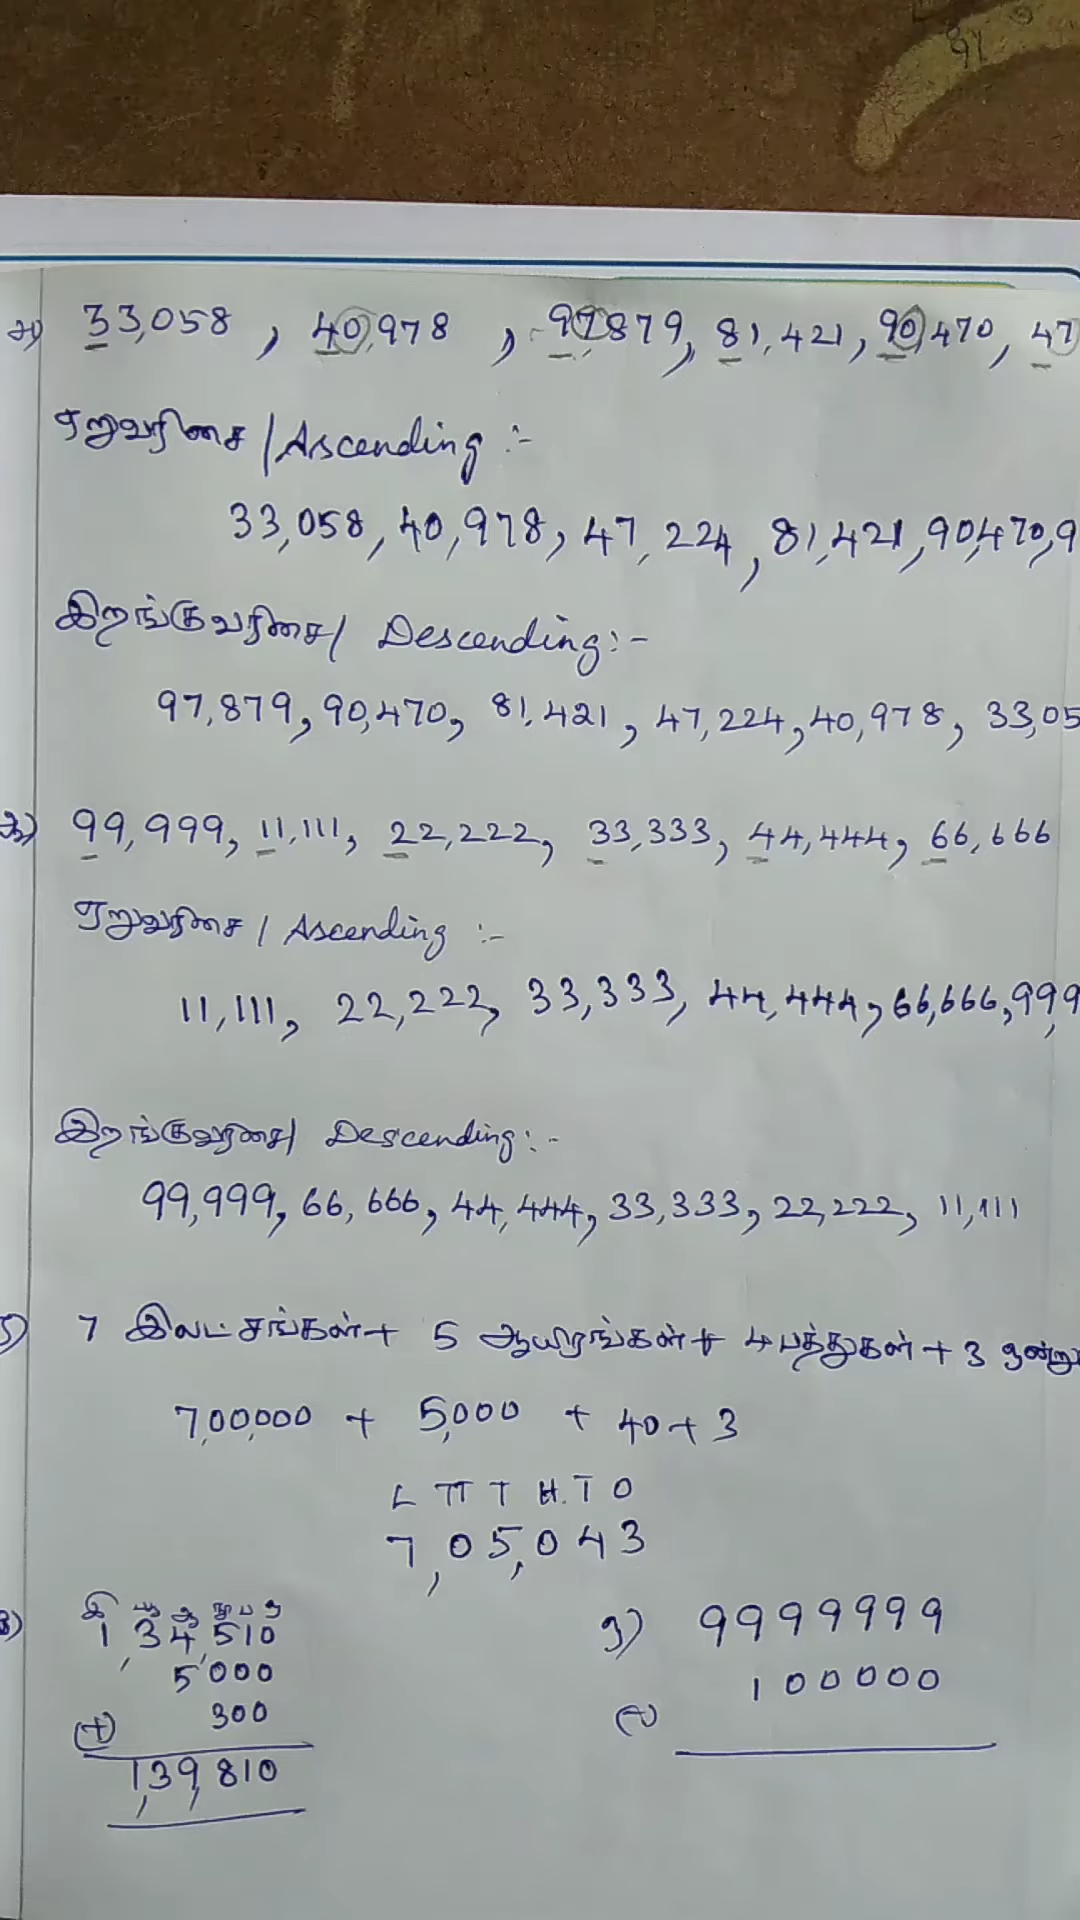 33,058, 40,978, 97,879, 81,421, 90,470, 47
ஏறுவரிசை / Ascending :-
33,058, 40,978, 47,224, 81,421, 90,470, 9
இறங்குவரிசை / Descending :-
97,879, 90,470, 81,421, 47,224, 40,978, 33,05
99,999, 11,111, 22,222, 33,333, 44,444, 66,666
ஏறுவரிசை / Ascending :-
11,111, 22,222, 33,333, 44,444, 66,666, 99,9
இறங்குவரிசை / Descending :-
99,999, 66,666, 44,444, 33,333, 22,222, 11,111
7 இலட்சங்கள் + 5 ஆயிரங்கள் + 4 பத்துகள் + 3 ஒன்று
7,00,000 + 5,000 + 40 + 3
L TT T H T O
7,05,043
1,34,510
5,000
(+) 300
1,39,810
9999999
(-) 100000